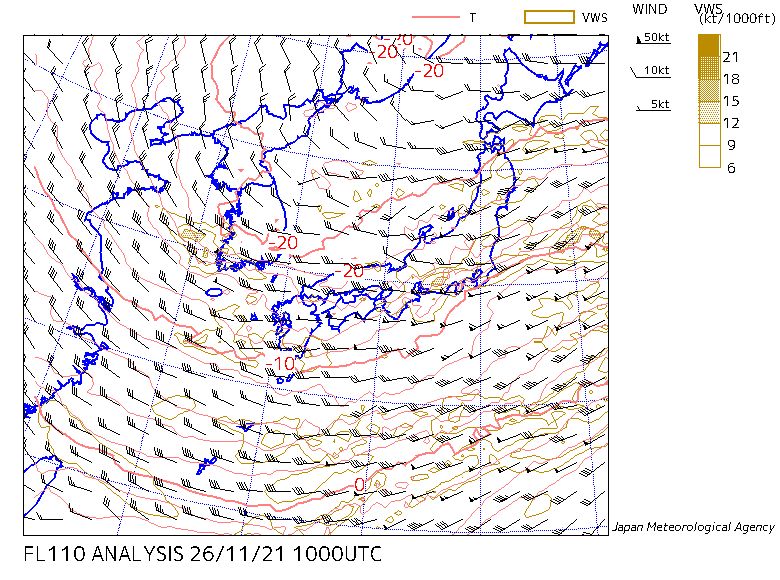 T VWS
WIND
50kt
10kt
5kt
VWS
(kt/1000ft)
21
18
15
12
9
6
-20
-20
-20
-20
10
0
Japan Meteorological Agency
FL110 ANALYSIS 26/11/21 1000UTC